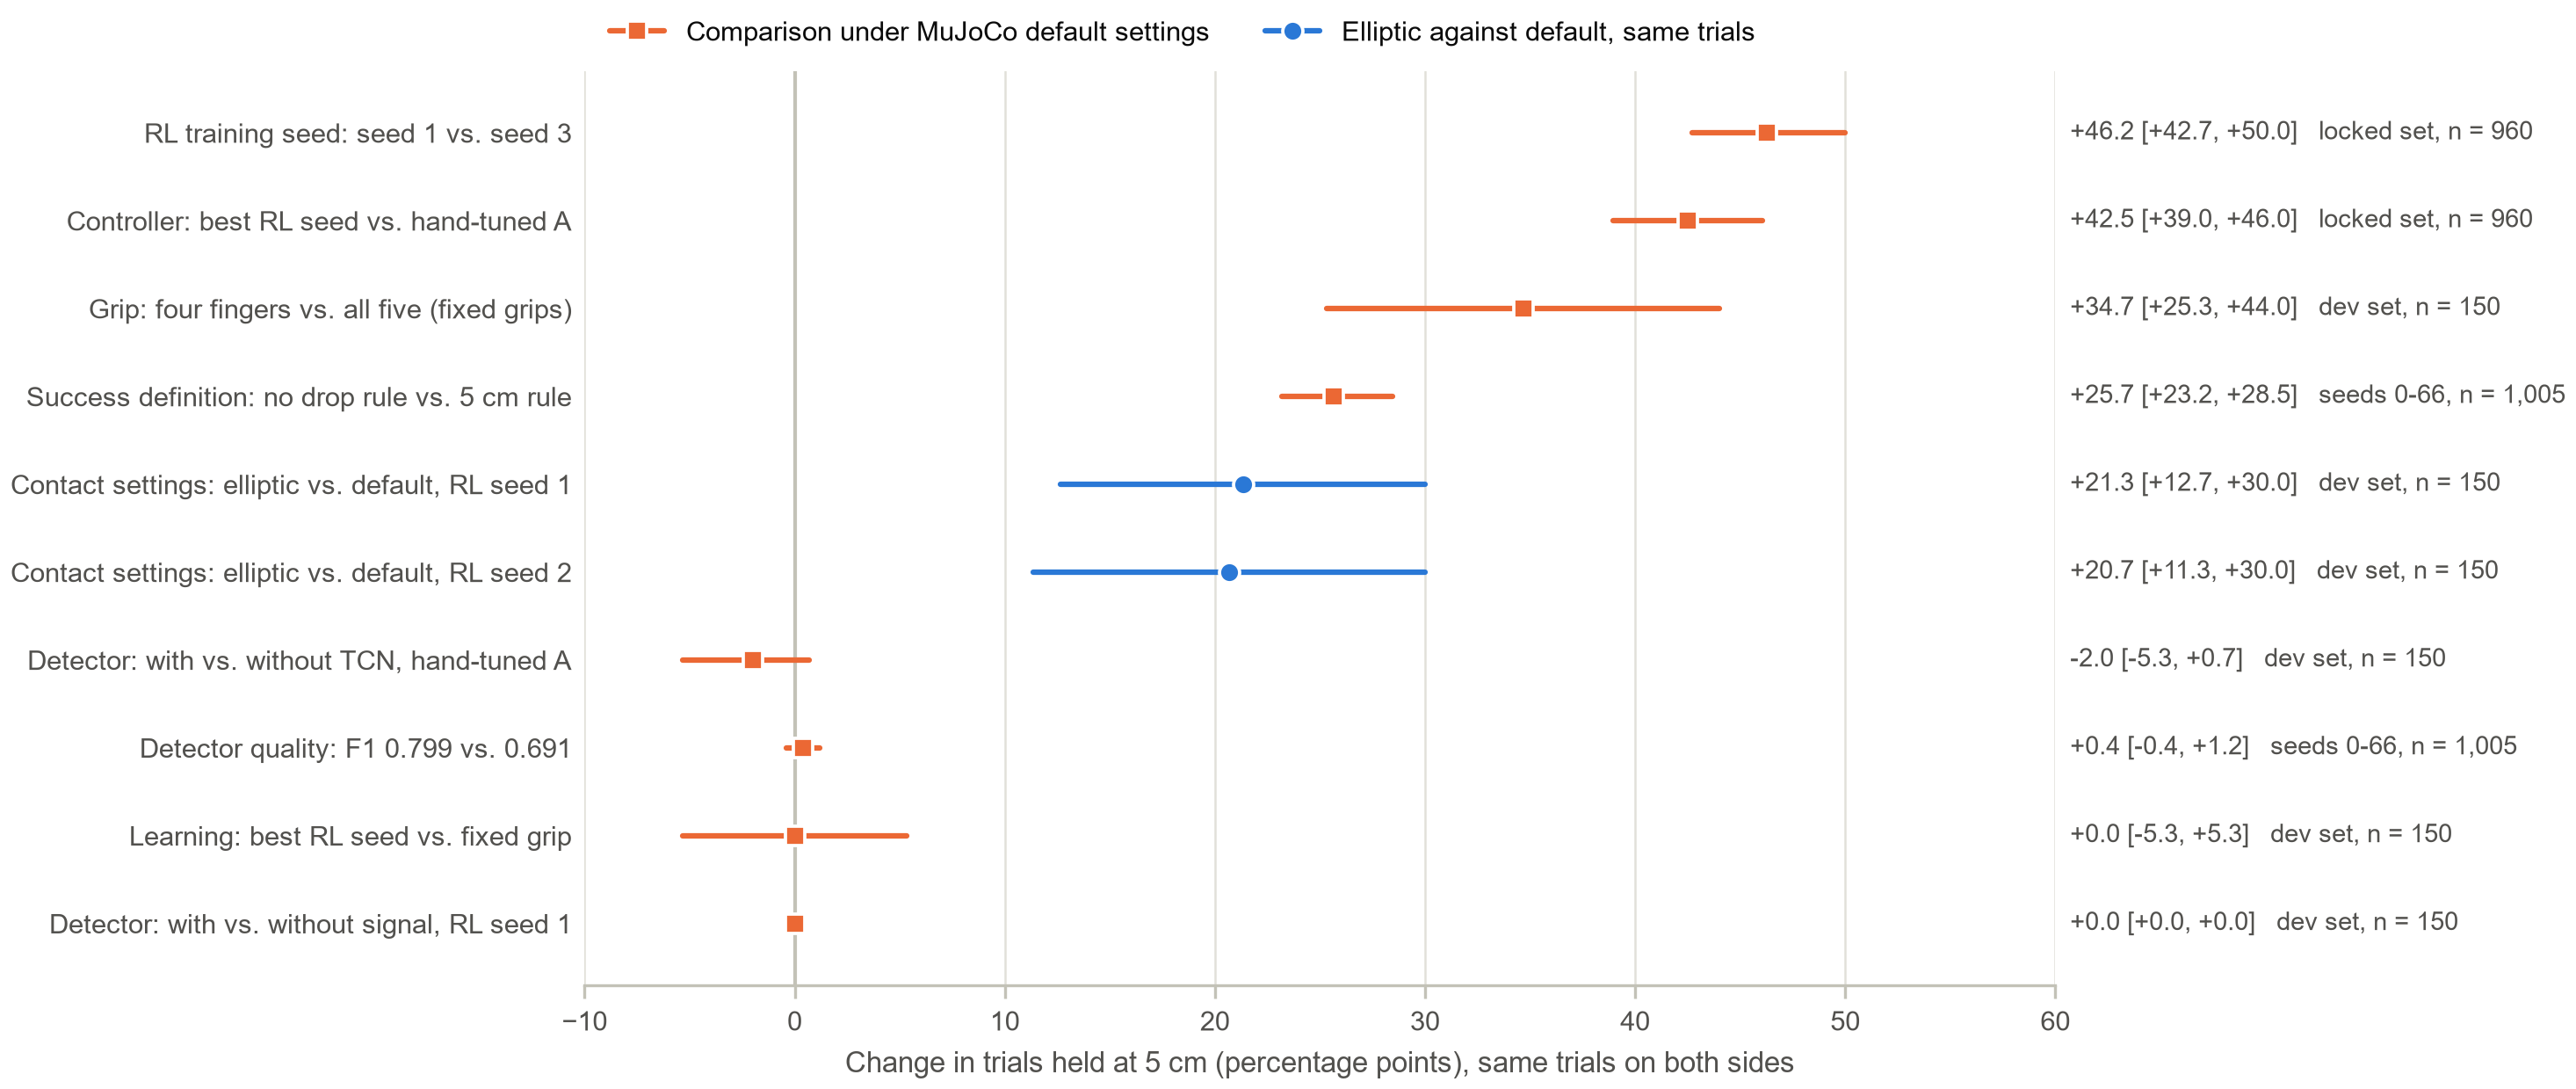 Comparison under MuJoCo default settings Elliptic against default, same trials
RL training seed: seed 1 vs. seed 3 +46.2 [+42.7, +50.0] locked set, n = 960
Controller: best RL seed vs. hand-tuned A +42.5 [+39.0, +46.0] locked set, n = 960
Grip: four fingers vs. all five (fixed grips) +34.7 [+25.3, +44.0] dev set, n = 150
Success definition: no drop rule vs. 5 cm rule +25.7 [+23.2, +28.5] seeds 0-66, n = 1,005
Contact settings: elliptic vs. default, RL seed 1 +21.3 [+12.7, +30.0] dev set, n = 150
Contact settings: elliptic vs. default, RL seed 2 +20.7 [+11.3, +30.0] dev set, n = 150
Detector: with vs. without TCN, hand-tuned A -2.0 [-5.3, +0.7] dev set, n = 150
Detector quality: F1 0.799 vs. 0.691 +0.4 [-0.4, +1.2] seeds 0-66, n = 1,005
Learning: best RL seed vs. fixed grip +0.0 [-5.3, +5.3] dev set, n = 150
Detector: with vs. without signal, RL seed 1 +0.0 [+0.0, +0.0] dev set, n = 150
−10 0 10 20 30 40 50 60
Change in trials held at 5 cm (percentage points), same trials on both sides